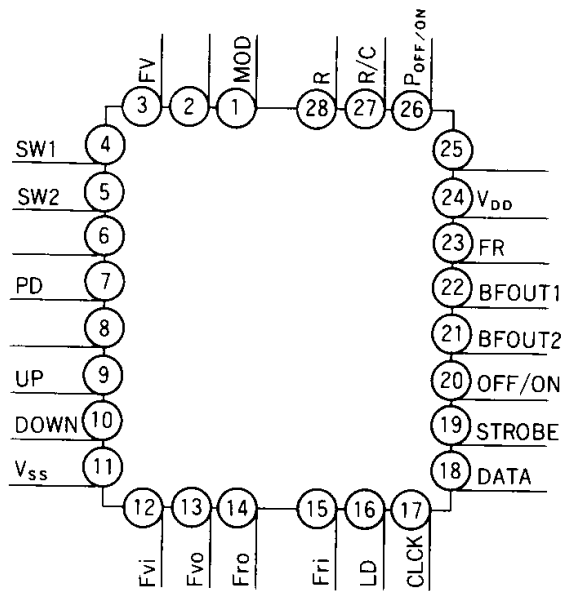 FV
MOD
R
R/C
POFF/ON
3
2
1
28
27
26
SW1
4
25
SW2
5
24
VDD
6
23
FR
PD
7
22
BFOUT1
8
21
BFOUT2
UP
9
20
OFF/ON
DOWN
10
19
STROBE
VSS
11
18
DATA
12
13
14
15
16
17
Fvi
Fvo
Fro
Fri
LD
CLCK